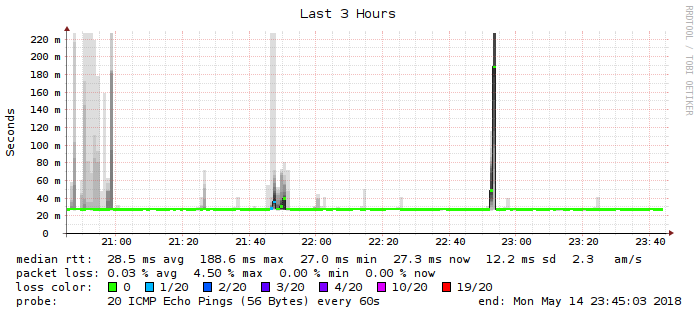 Last 3 Hours
RRDTOOL / TOBI OETIKER
Seconds
220 m
200 m
180 m
160 m
140 m
120 m
100 m
80 m
60 m
40 m
20 m
0
21:00 21:20 21:40 22:00 22:20 22:40 23:00 23:20 23:40
median rtt: 28.5 ms avg 188.6 ms max 27.0 ms min 27.3 ms now 12.2 ms sd 2.3 am/s
packet loss: 0.03 % avg 4.50 % max 0.00 % min 0.00 % now
loss color: 0 1/20 2/20 3/20 4/20 10/20 19/20
probe: 20 ICMP Echo Pings (56 Bytes) every 60s end: Mon May 14 23:45:03 2018